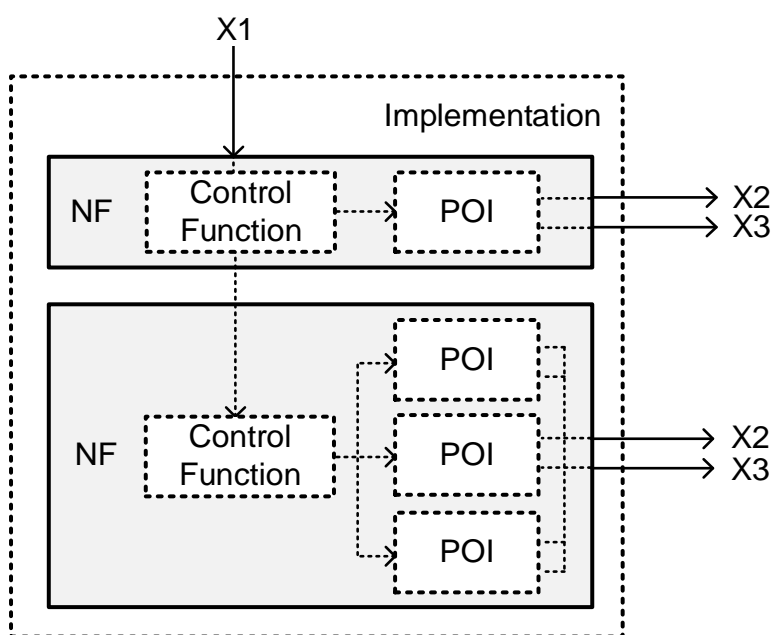 X1
Implementation
NF
Control
Function
POI
X2
X3
POI
NF
Control
Function
POI
X2
X3
POI